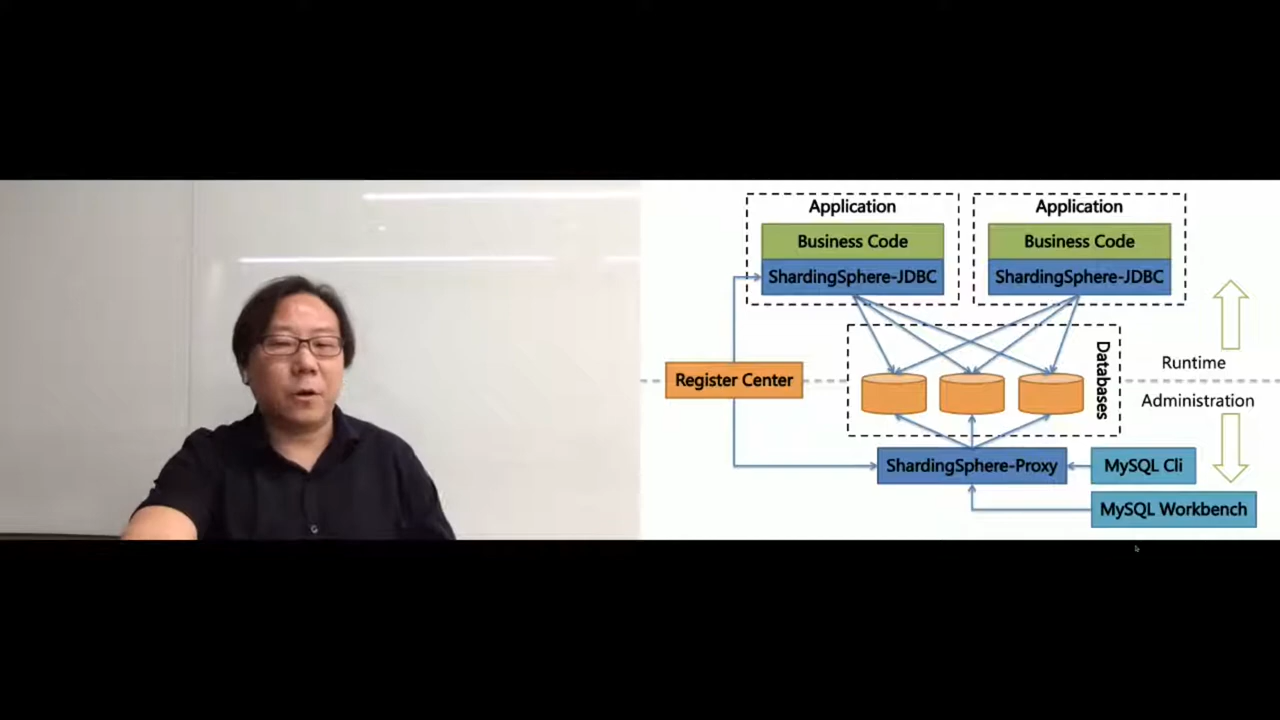 Application
Application
Business Code
Business Code
ShardingSphere-JDBC
ShardingSphere-JDBC
Databases
Runtime
Register Center
Administration
ShardingSphere-Proxy
MySQL Cli
MySQL Workbench